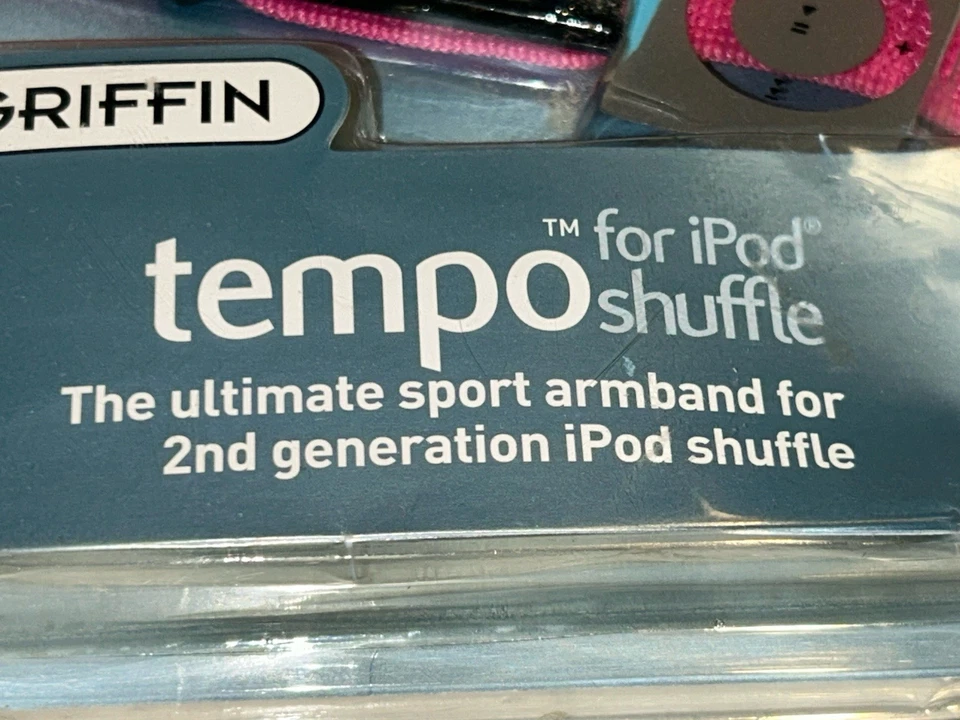 GRIFFIN
tempo™ for iPod®
shuffle
The ultimate sport armband for
2nd generation iPod shuffle